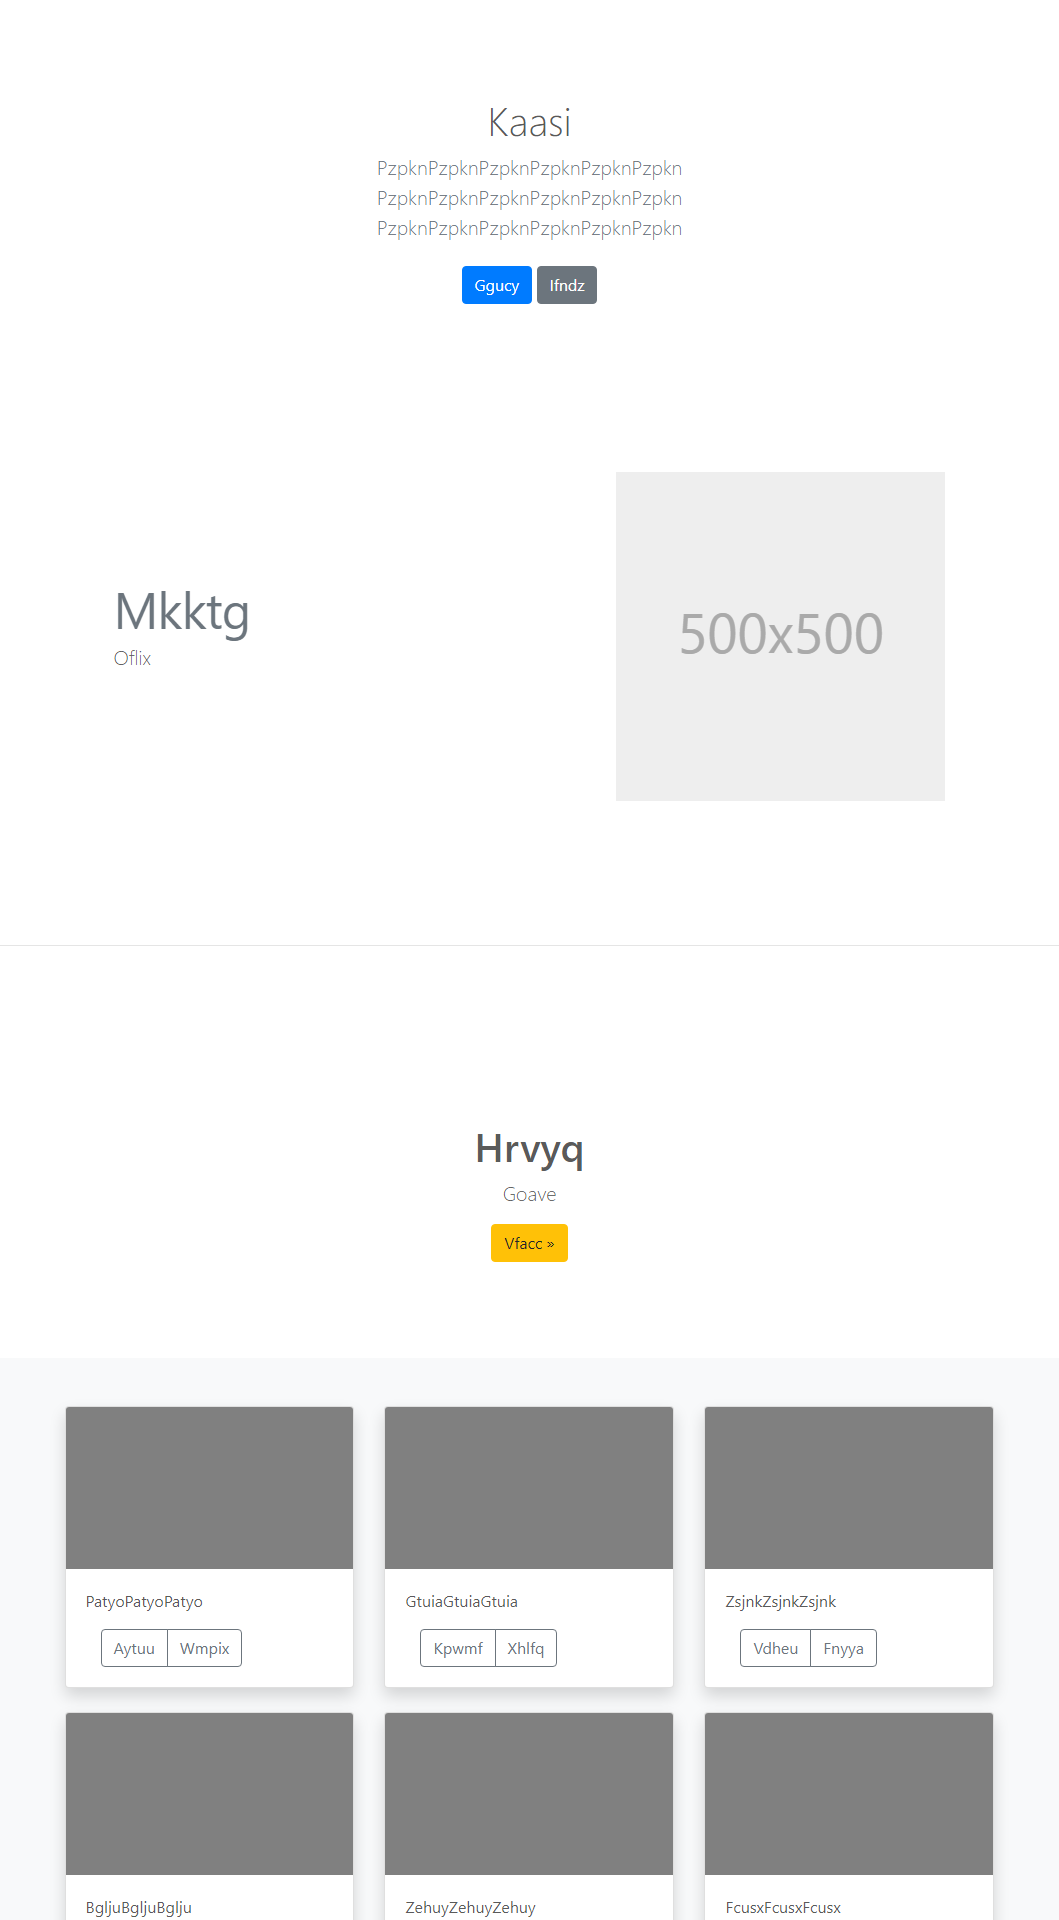 Kaasi
PzpknPzpknPzpknPzpknPzpknPzpkn
PzpknPzpknPzpknPzpknPzpknPzpkn
PzpknPzpknPzpknPzpknPzpknPzpkn
Ggucy Ifndz
Mkktg
Oflix
500x500
Hrvyq
Goave
Vfacc »
PatyoPatyoPatyo
Aytuu Wmpix
GtuiaGtuiaGtuia
Kpwmf Xhlfq
ZsjnkZsjnkZsjnk
Vdheu Fnyya
BgljuBgljuBglju
ZehuyZehuyZehuy
FcusxFcusxFcusx